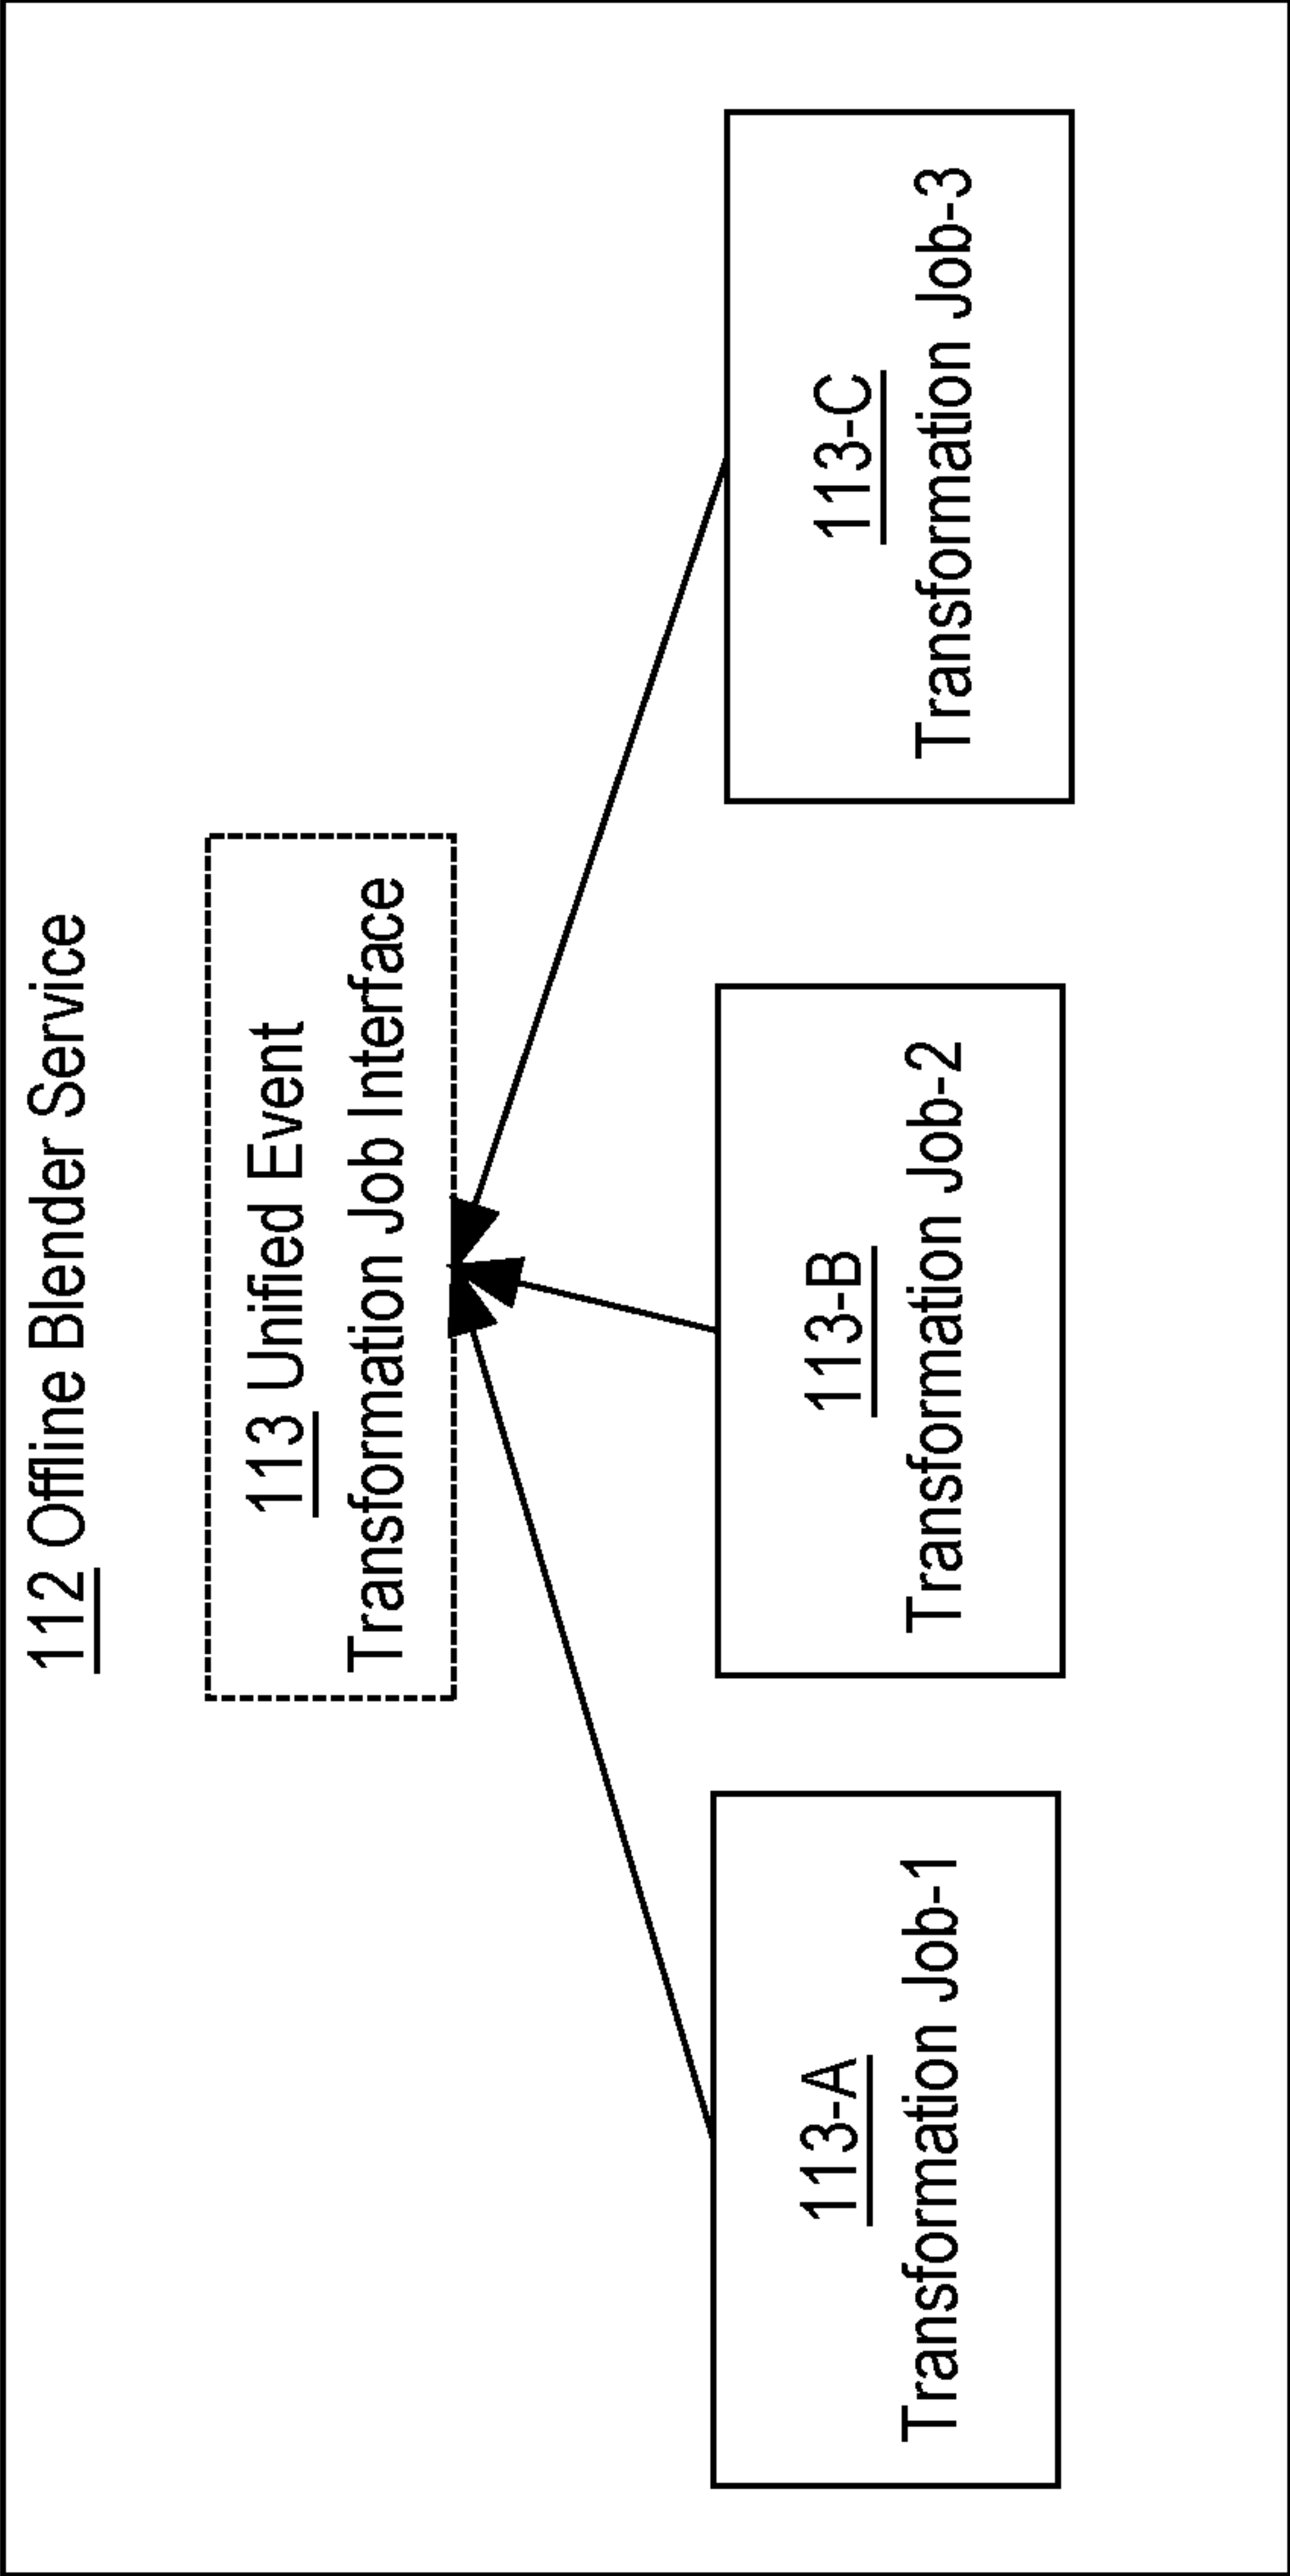 112 Offline Blender Service
113 Unified Event
Transformation Job Interface
113-A
Transformation Job-1
113-B
Transformation Job-2
113-C
Transformation Job-3